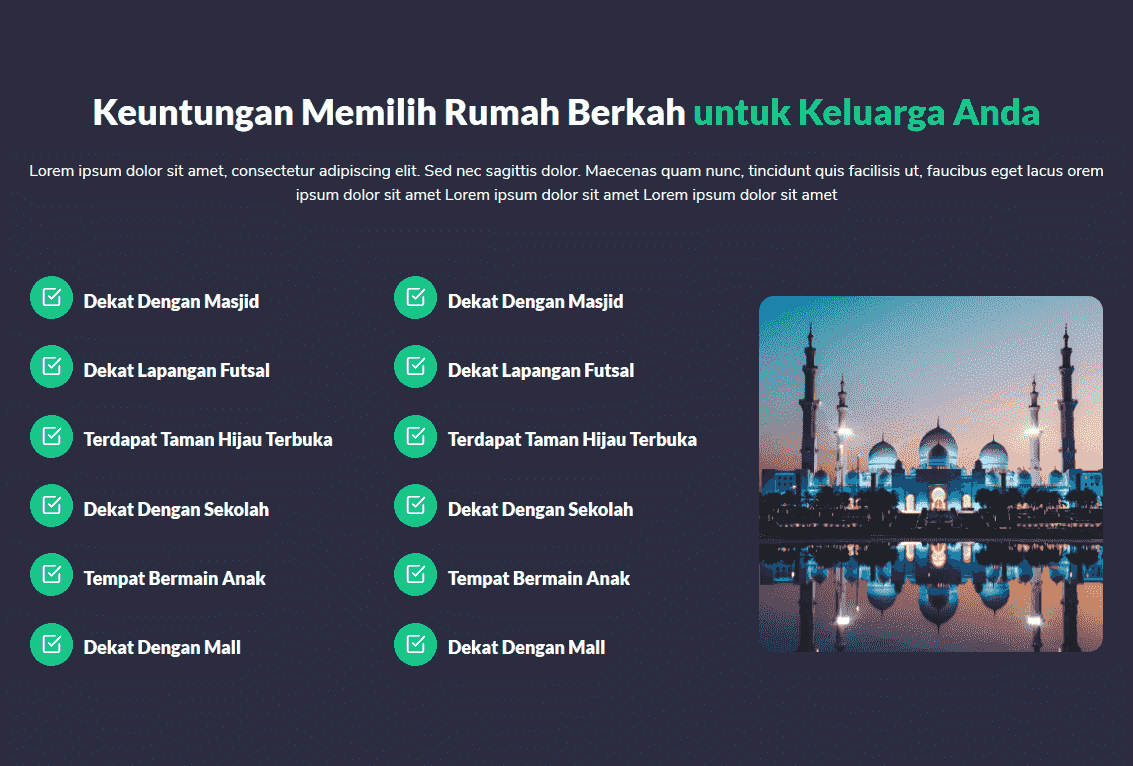 Keuntungan Memilih Rumah Berkah untuk Keluarga Anda
Lorem ipsum dolor sit amet, consectetur adipiscing elit. Sed nec sagittis dolor. Maecenas quam nunc, tincidunt quis facilisis ut, faucibus eget lacus orem
ipsum dolor sit amet Lorem ipsum dolor sit amet Lorem ipsum dolor sit amet
Dekat Dengan Masjid
Dekat Lapangan Futsal
Terdapat Taman Hijau Terbuka
Dekat Dengan Sekolah
Tempat Bermain Anak
Dekat Dengan Mall
Dekat Dengan Masjid
Dekat Lapangan Futsal
Terdapat Taman Hijau Terbuka
Dekat Dengan Sekolah
Tempat Bermain Anak
Dekat Dengan Mall